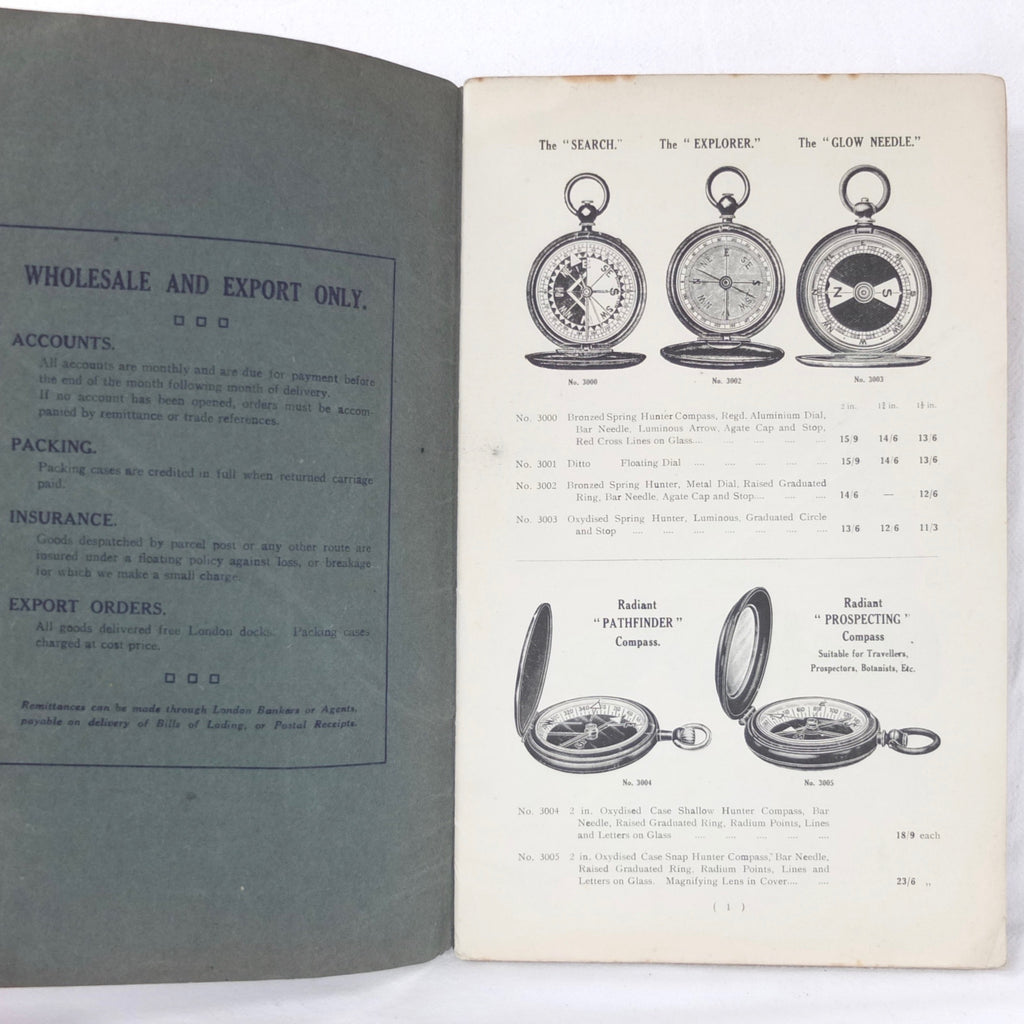 WHOLESALE AND EXPORT ONLY.
ACCOUNTS.
All accounts are monthly and are due for payment before
the end of the month following month of delivery.
If no account has been opened, orders must be accom-
panied by remittance or trade references.
PACKING.
Packing cases are credited in full when returned carriage
paid.
INSURANCE.
Goods despatched by parcel post or any other route are
insured under a floating policy against loss, or breakage
for which we make a small charge.
EXPORT ORDERS.
All goods delivered free London docks. Packing cases
charged at cost price.
Remittances can be made through London Bankers or Agents,
payable on delivery of Bills of Lading, or Postal Receipts.
The "SEARCH." The "EXPLORER." The "GLOW NEEDLE."
No. 3000 No. 3002 No. 3003
2 in. 1¾ in. 1½ in.
No. 3000 Bronzed Spring Hunter Compass, Regd. Aluminium Dial,
Bar Needle, Luminous Arrow, Agate Cap and Stop,
Red Cross Lines on Glass.... .... .... .... .... 15/9 14/6 13/6
No. 3001 Ditto Floating Dial .... .... .... .... .... 15/9 14/6 13/6
No. 3002 Bronzed Spring Hunter, Metal Dial, Raised Graduated
Ring, Bar Needle, Agate Cap and Stop.... .... .... 14/6 — 12/6
No. 3003 Oxydised Spring Hunter, Luminous, Graduated Circle
and Stop .... .... .... .... .... .... .... 13/6 12/6 11/3
Radiant
"PATHFINDER"
Compass.
Radiant
"PROSPECTING"
Compass
Suitable for Travellers,
Prospectors, Botanists, Etc.
No. 3004 No. 3005
No. 3004 2 in. Oxydised Case Shallow Hunter Compass, Bar
Needle, Raised Graduated Ring, Radium Points, Lines
and Letters on Glass .... .... .... .... .... 18/9 each
No. 3005 2 in. Oxydised Case Snap Hunter Compass, Bar Needle,
Raised Graduated Ring, Radium Points, Lines and
Letters on Glass. Magnifying Lens in Cover.... .... 23/6 ,,
( 1 )